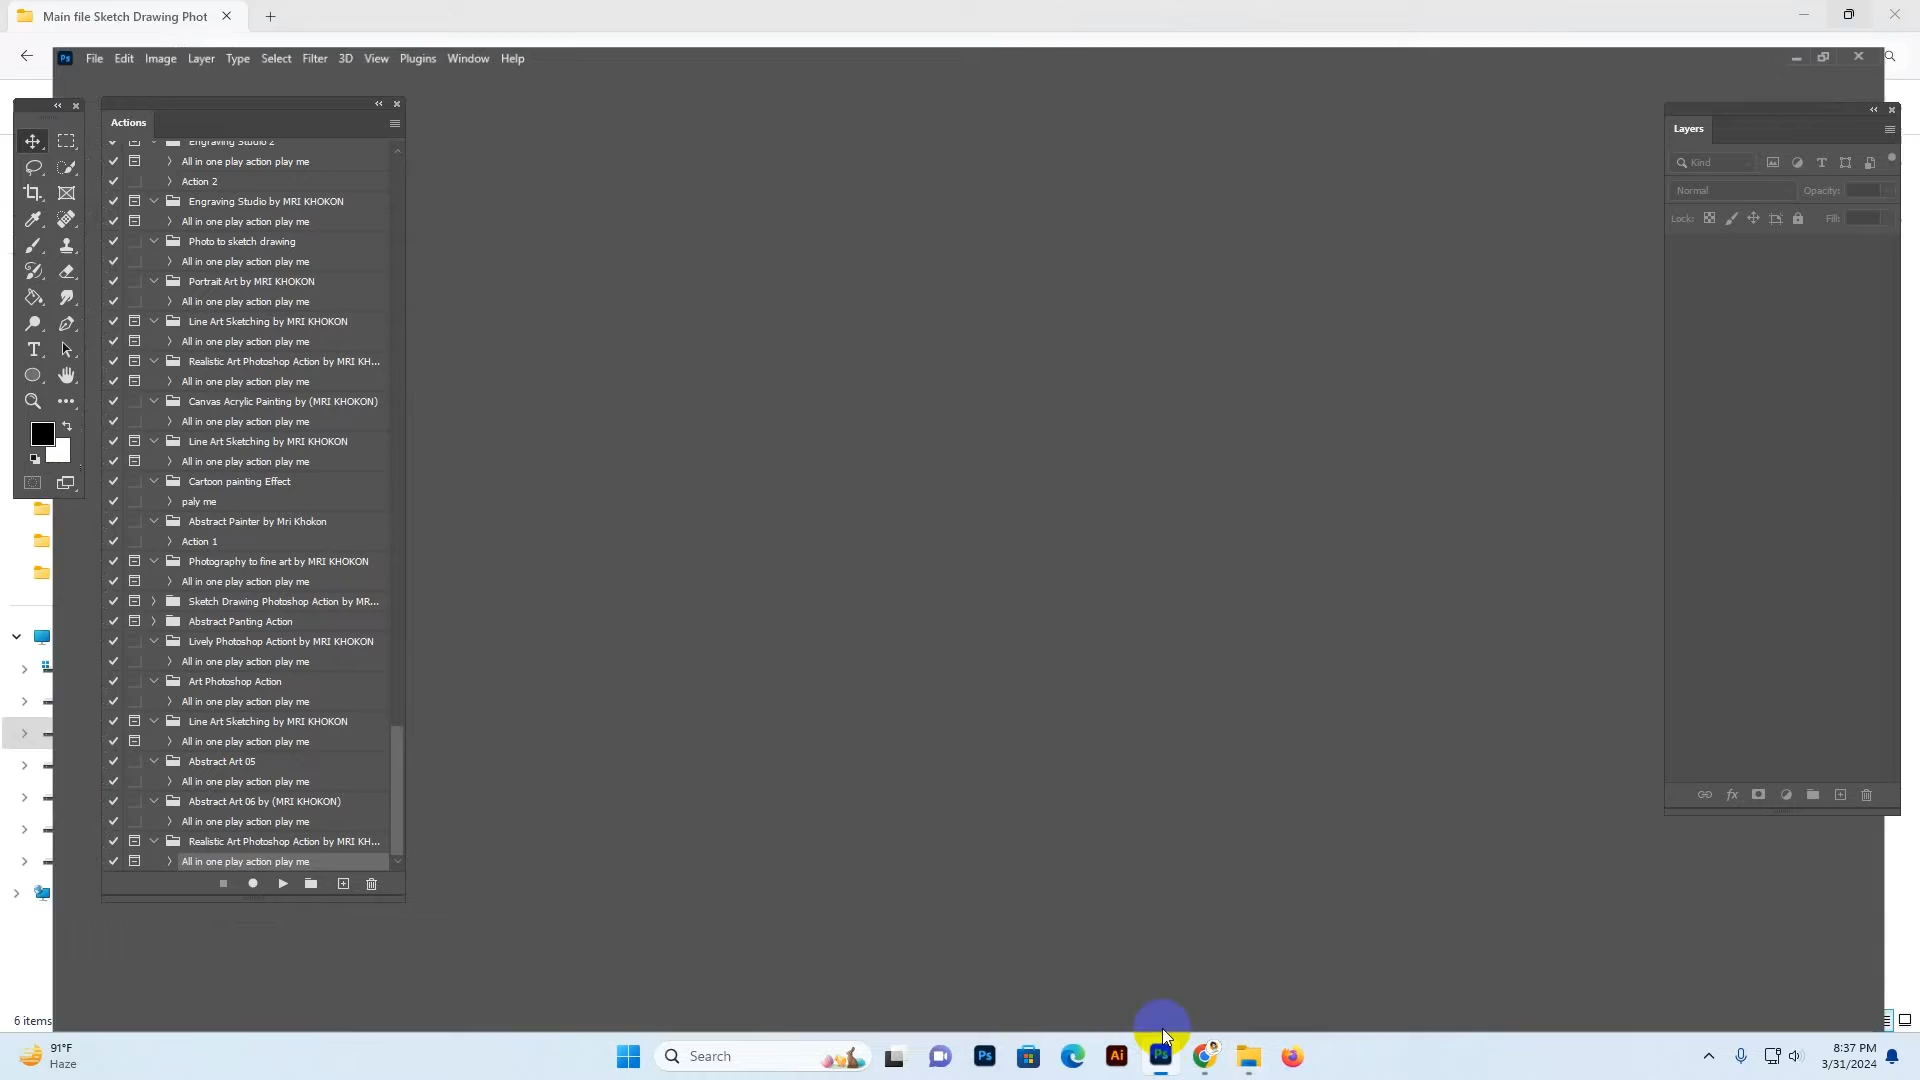 Main file Sketch Drawing Phot
Ps File Edit Image Layer Type Select Filter 3D View Plugins Window Help
Actions
Engraving Studio 2
All in one play action play me
Action 2
Engraving Studio by MRI KHOKON
All in one play action play me
Photo to sketch drawing
All in one play action play me
Portrait Art by MRI KHOKON
All in one play action play me
Line Art Sketching by MRI KHOKON
All in one play action play me
Realistic Art Photoshop Action by MRI KH...
All in one play action play me
Canvas Acrylic Painting by (MRI KHOKON)
All in one play action play me
Line Art Sketching by MRI KHOKON
All in one play action play me
Cartoon painting Effect
paly me
Abstract Painter by Mri Khokon
Action 1
Photography to fine art by MRI KHOKON
All in one play action play me
Sketch Drawing Photoshop Action by MR...
Abstract Panting Action
Lively Photoshop Actiont by MRI KHOKON
All in one play action play me
Art Photoshop Action
All in one play action play me
Line Art Sketching by MRI KHOKON
All in one play action play me
Abstract Art 05
All in one play action play me
Abstract Art 06 by (MRI KHOKON)
All in one play action play me
Realistic Art Photoshop Action by MRI KH...
All in one play action play me
Layers
Kind
Normal Opacity:
Lock: Fill:
fx
6 items
91°F
Haze
Search
Ps
Ai
Ps
8:37 PM
3/31/2024